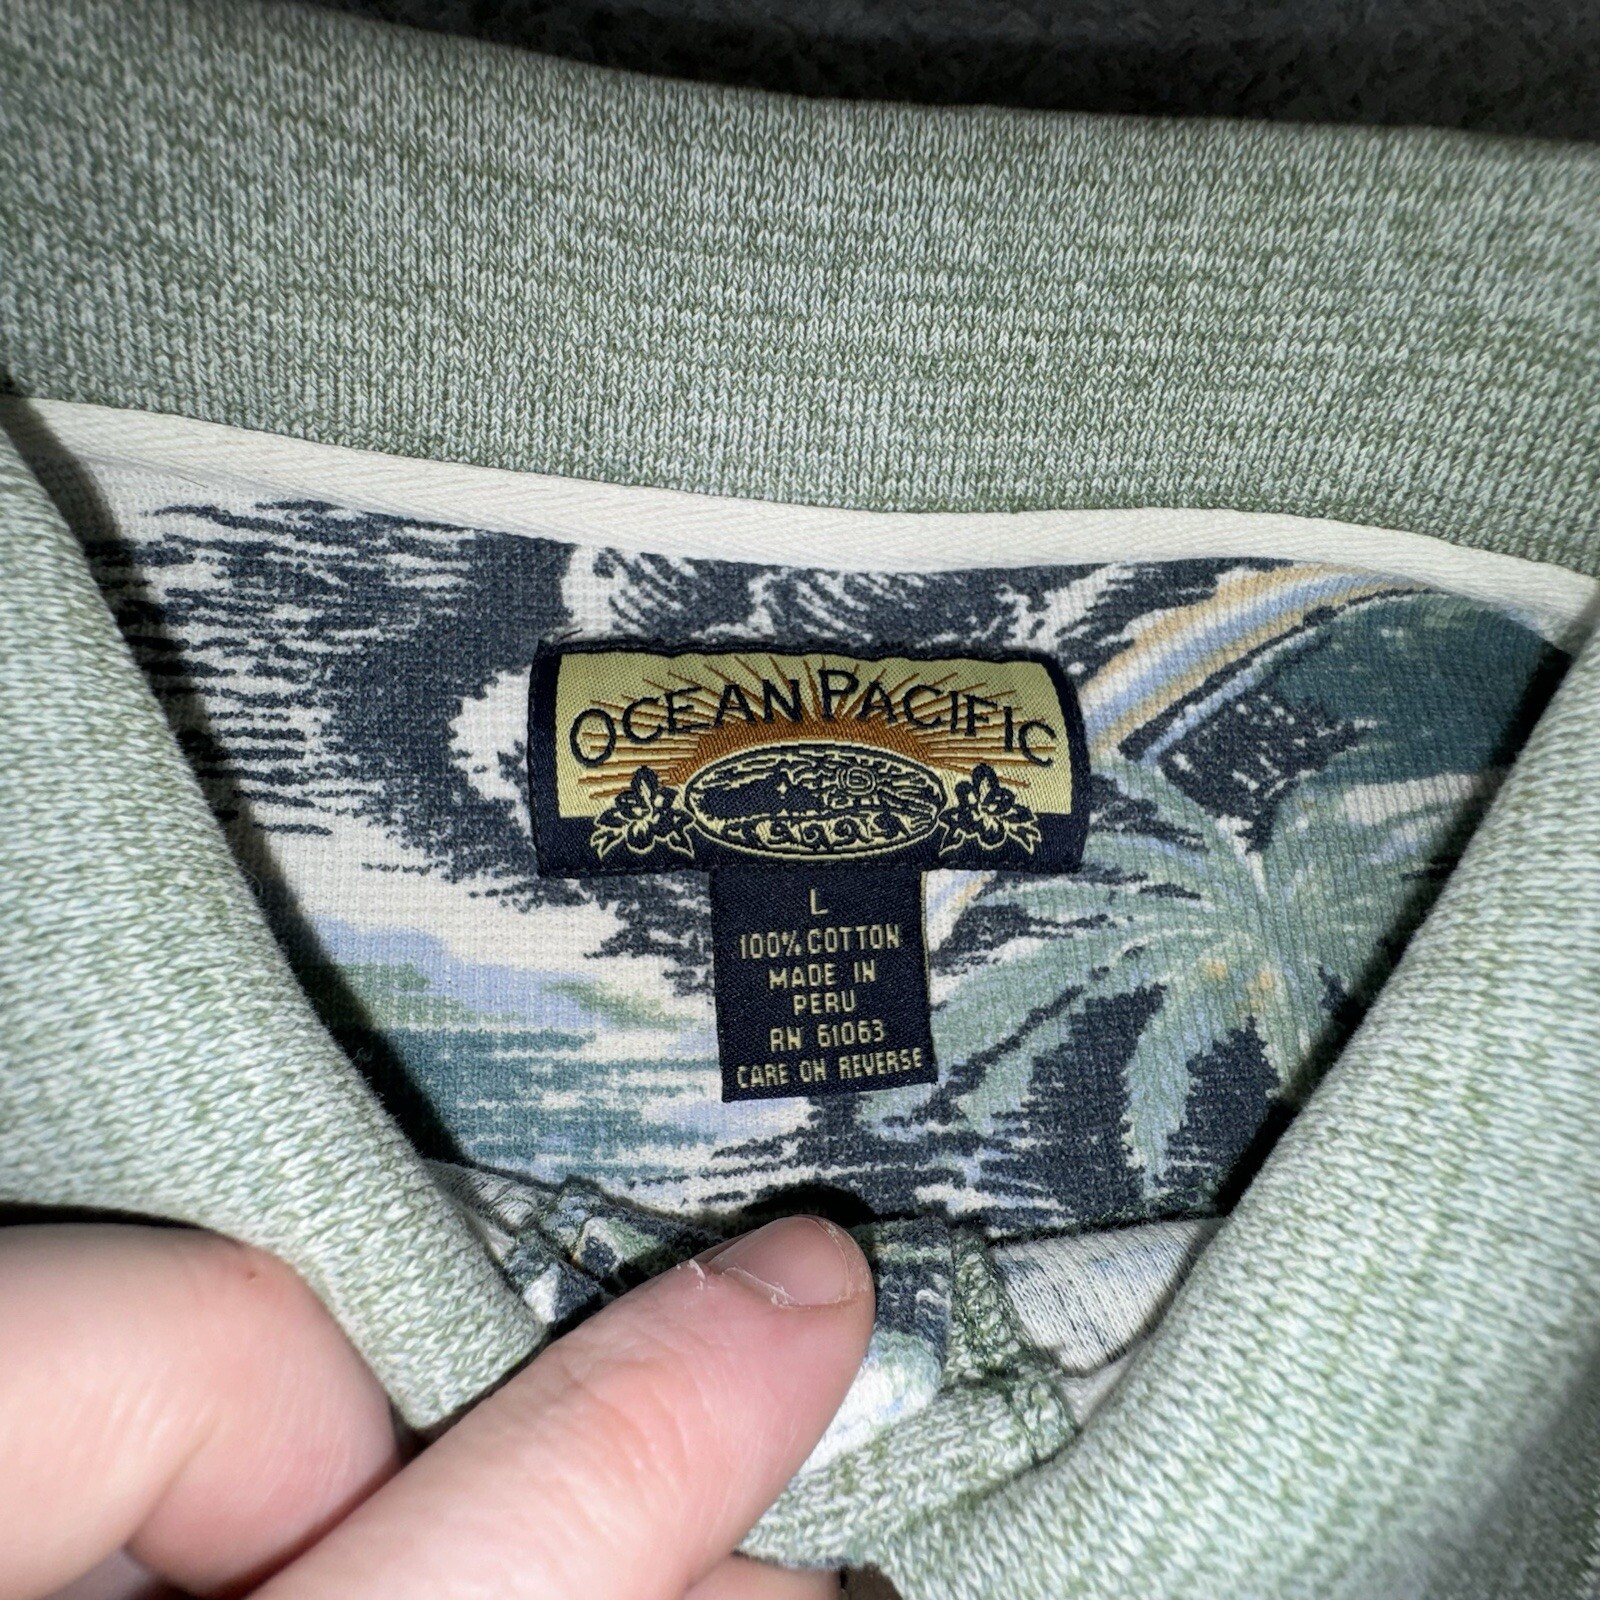 OCEAN PACIFIC
L
100% COTTON
MADE IN
PERU
RN 61063
CARE ON REVERSE